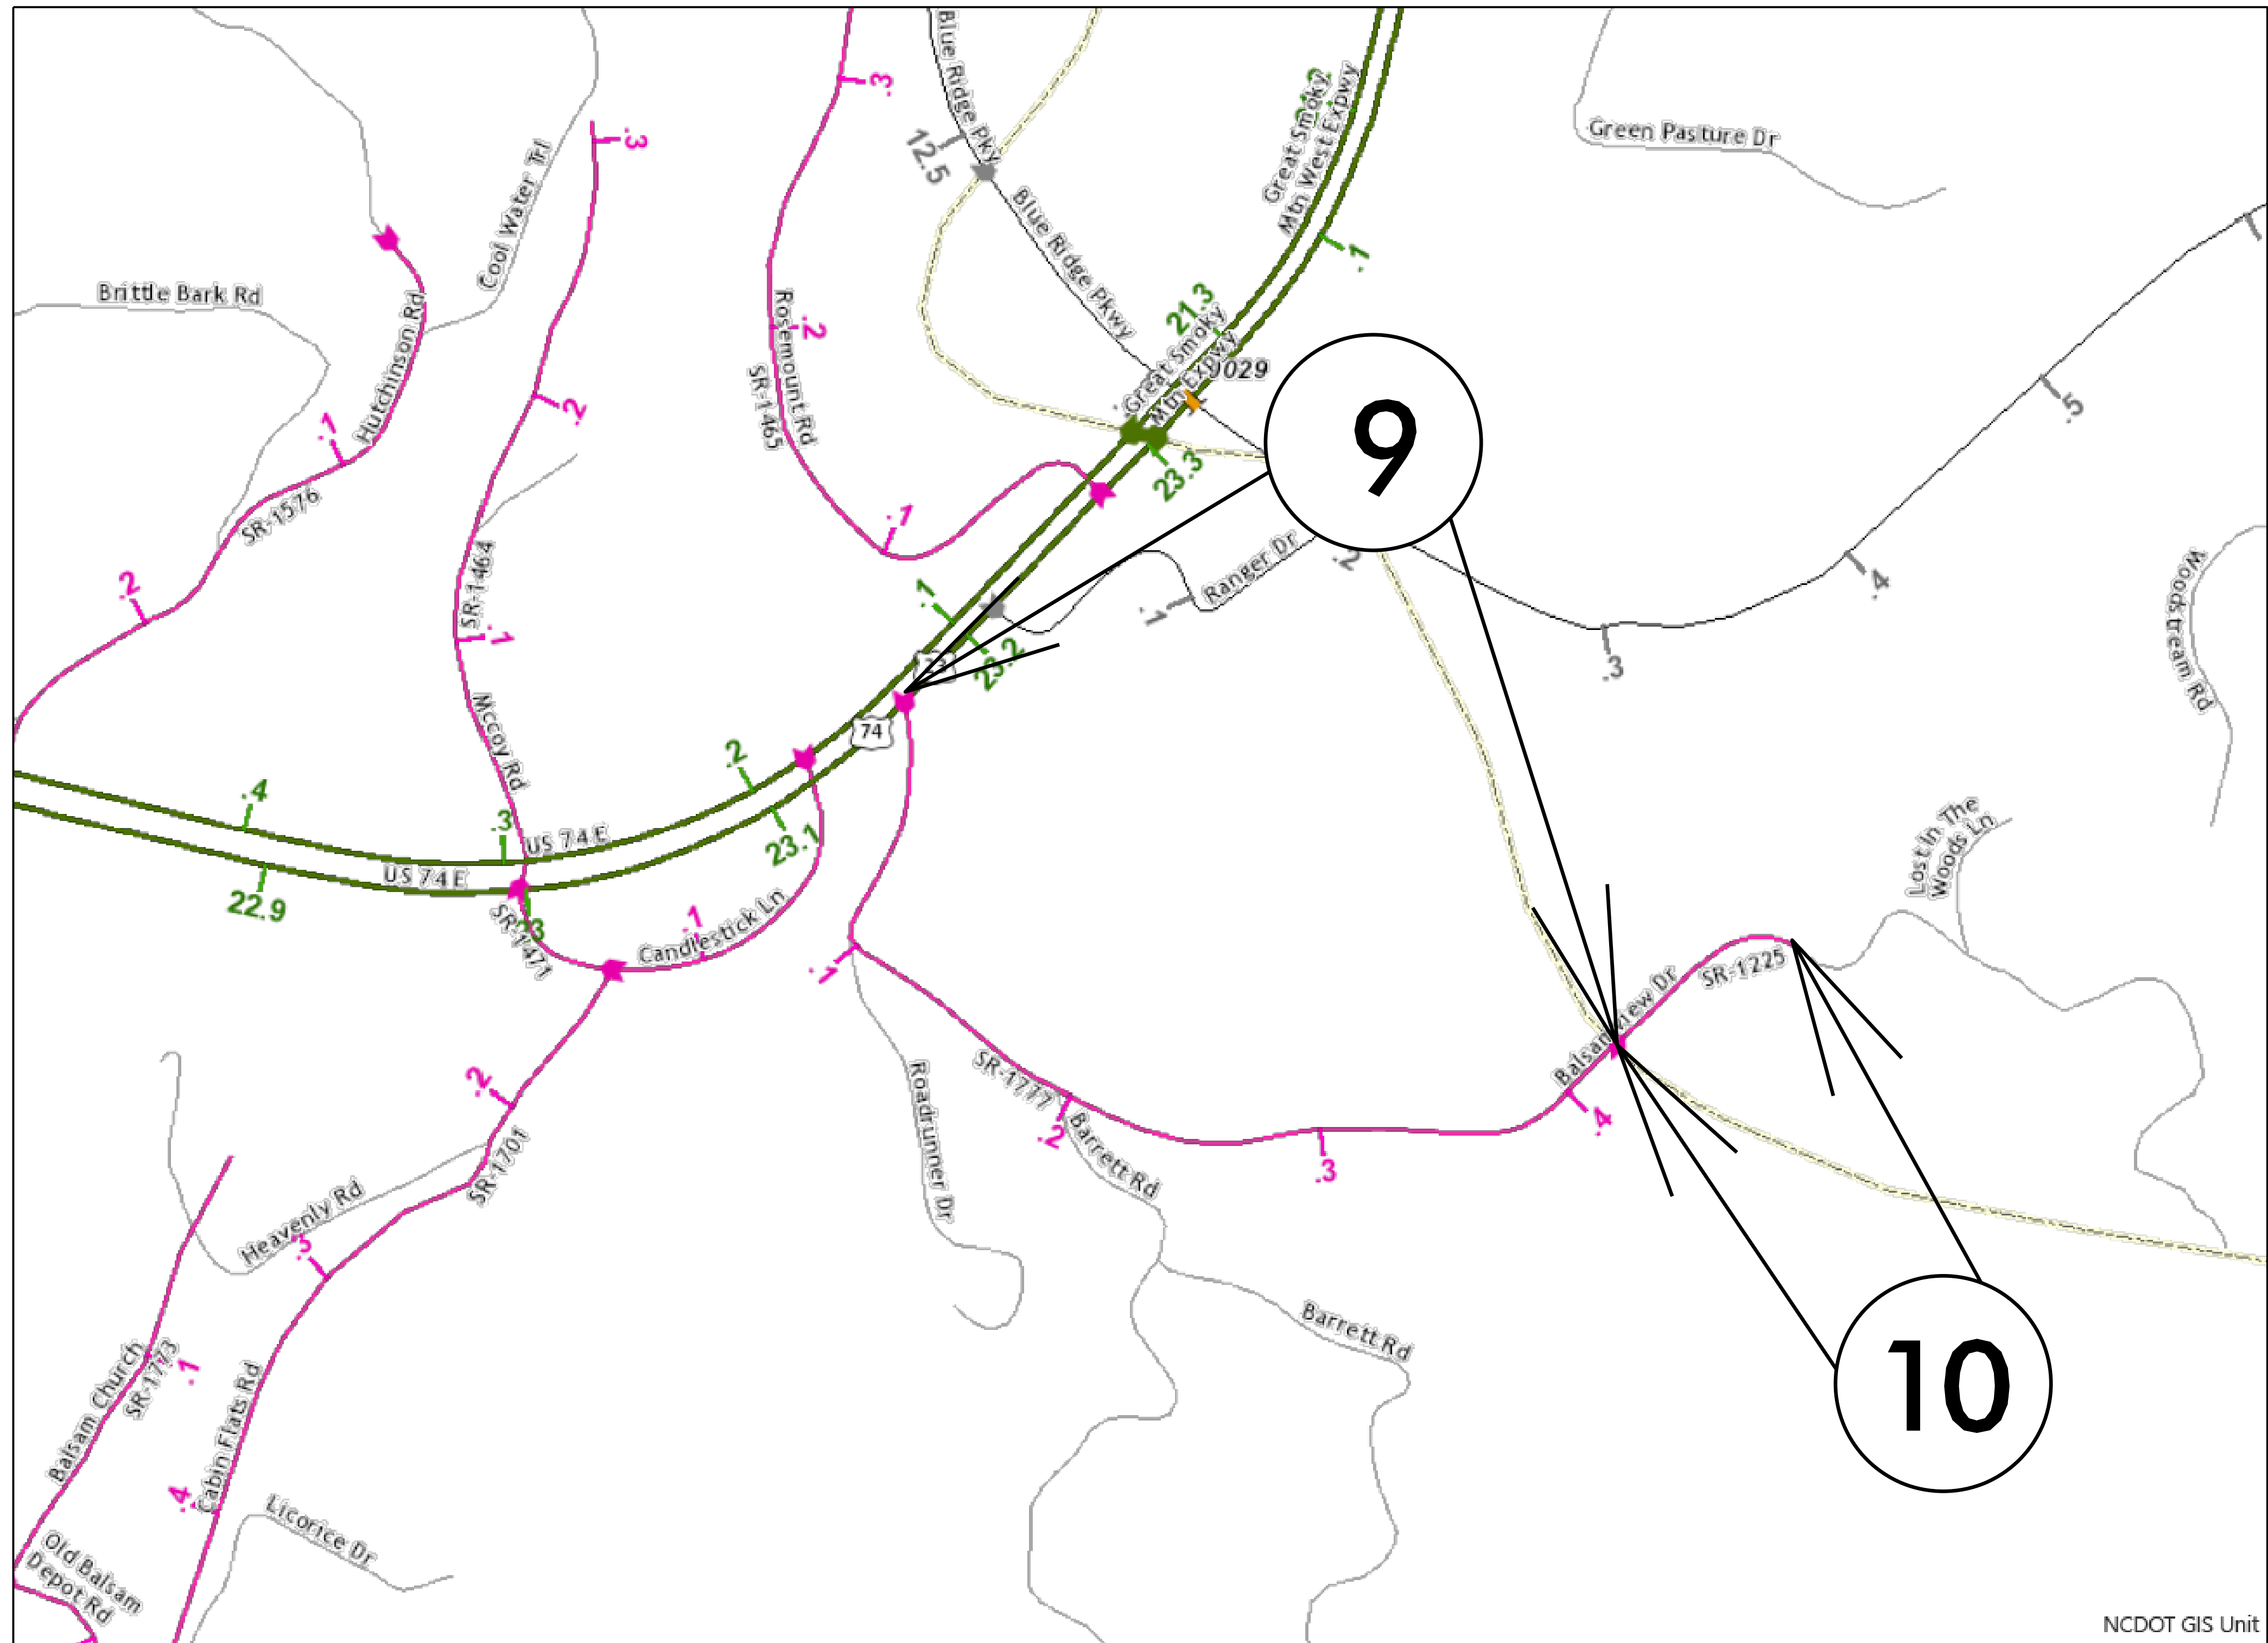 Blue Ridge Pky
.3
Great Smoky
Mtn West Expwy
Green Pasture Dr
12.5
.3
Cool Water Trl
Blue Ridge Pkwy
.1
Brittle Bark Rd
Hutchinson Rd
Rosemount Rd
SR-1465
.2
21.3
Great Smoky
Mtn Expwy
.2
.5
.1
9
SR-1576
23.3
.1
SR-1464
Ranger Dr
.2
.4
Woodstream Rd
.2
.1
.1
.1
23.2
.3
Mccoy Rd
74
.2
.4
.3
US 74 E
23.1
US 74 E
22.9
SR-1471
Candlestick Ln
.1
.1
Lost In The
Woods Ln
SR-1225
Balsam View Dr
SR-1777
.2
.4
Roadrunner Dr
Barrett Rd
.2
.3
SR-1701
Heavenly Rd
.3
Barrett Rd
10
Balsam Church
SR-1773
.1
Cabin Flats Rd
.4
Licorice Dr
Old Balsam
Depot Rd
NCDOT GIS Unit